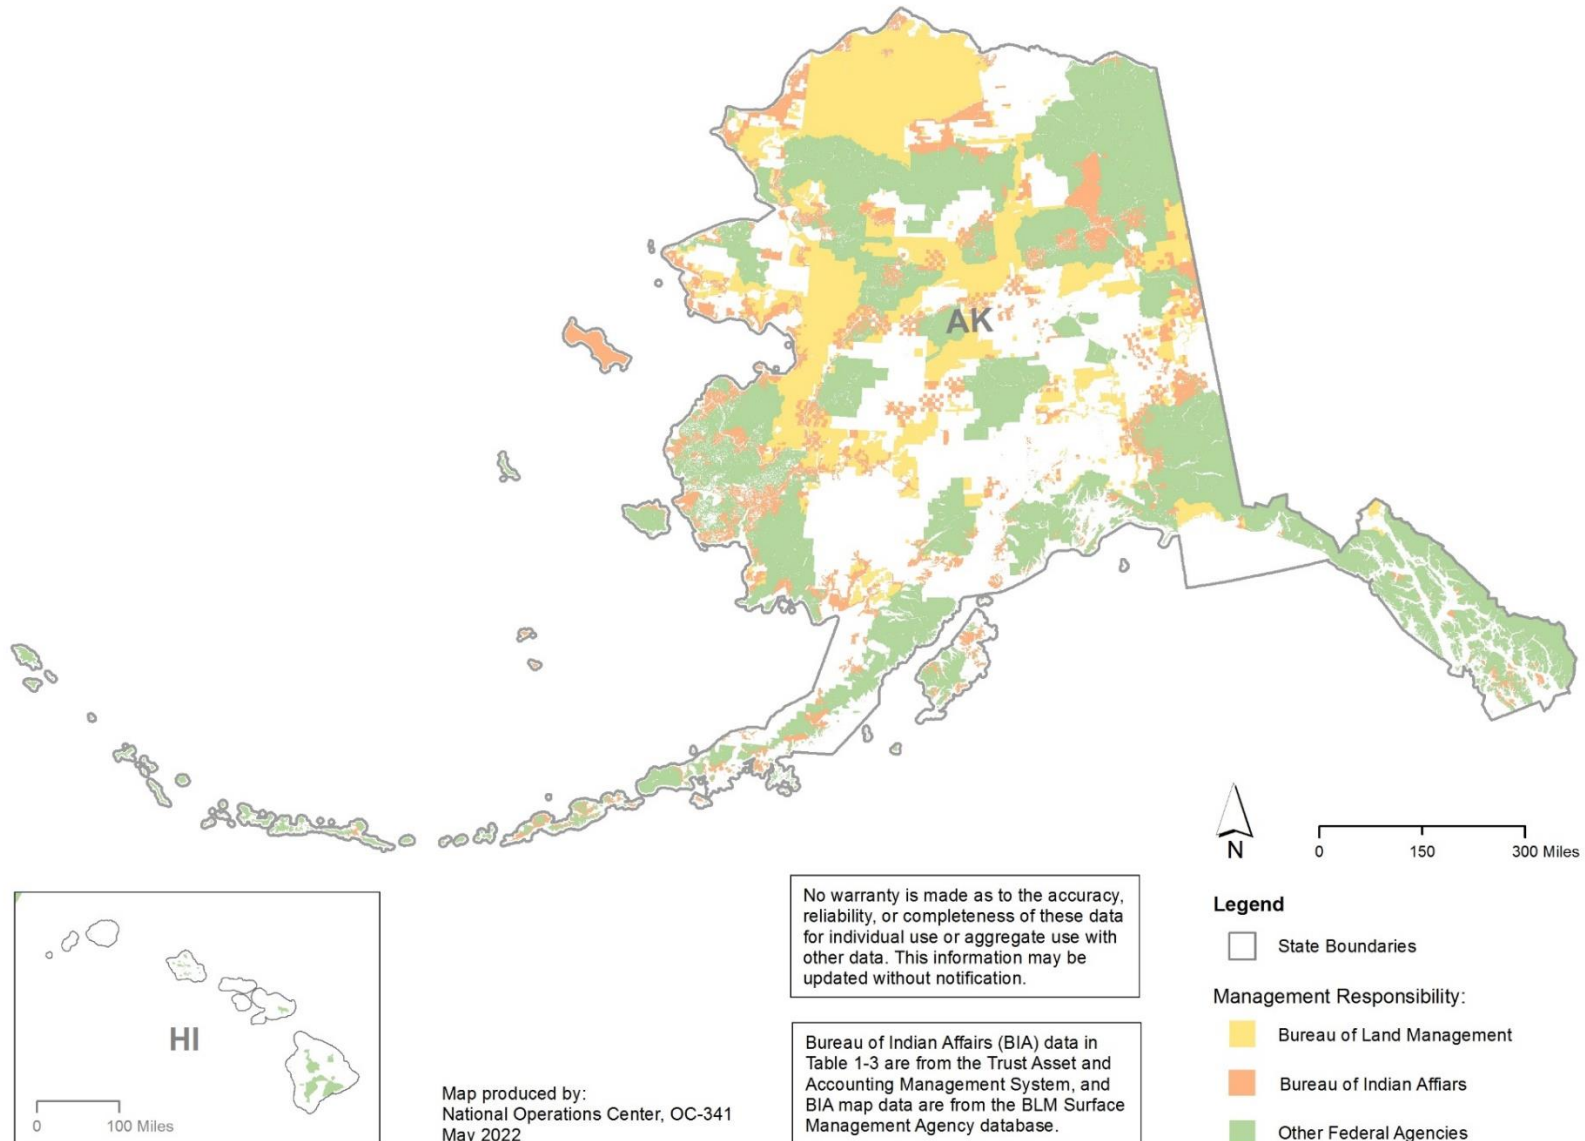 AK
N
0 150 300 Miles
No warranty is made as to the accuracy,
reliability, or completeness of these data
for individual use or aggregate use with
other data. This information may be
updated without notification.
Bureau of Indian Affairs (BIA) data in
Table 1-3 are from the Trust Asset and
Accounting Management System, and
BIA map data are from the BLM Surface
Management Agency database.
Legend
State Boundaries
Management Responsibility:
Bureau of Land Management
Bureau of Indian Affiars
Other Federal Agencies
HI
0 100 Miles
Map produced by:
National Operations Center, OC-341
May 2022